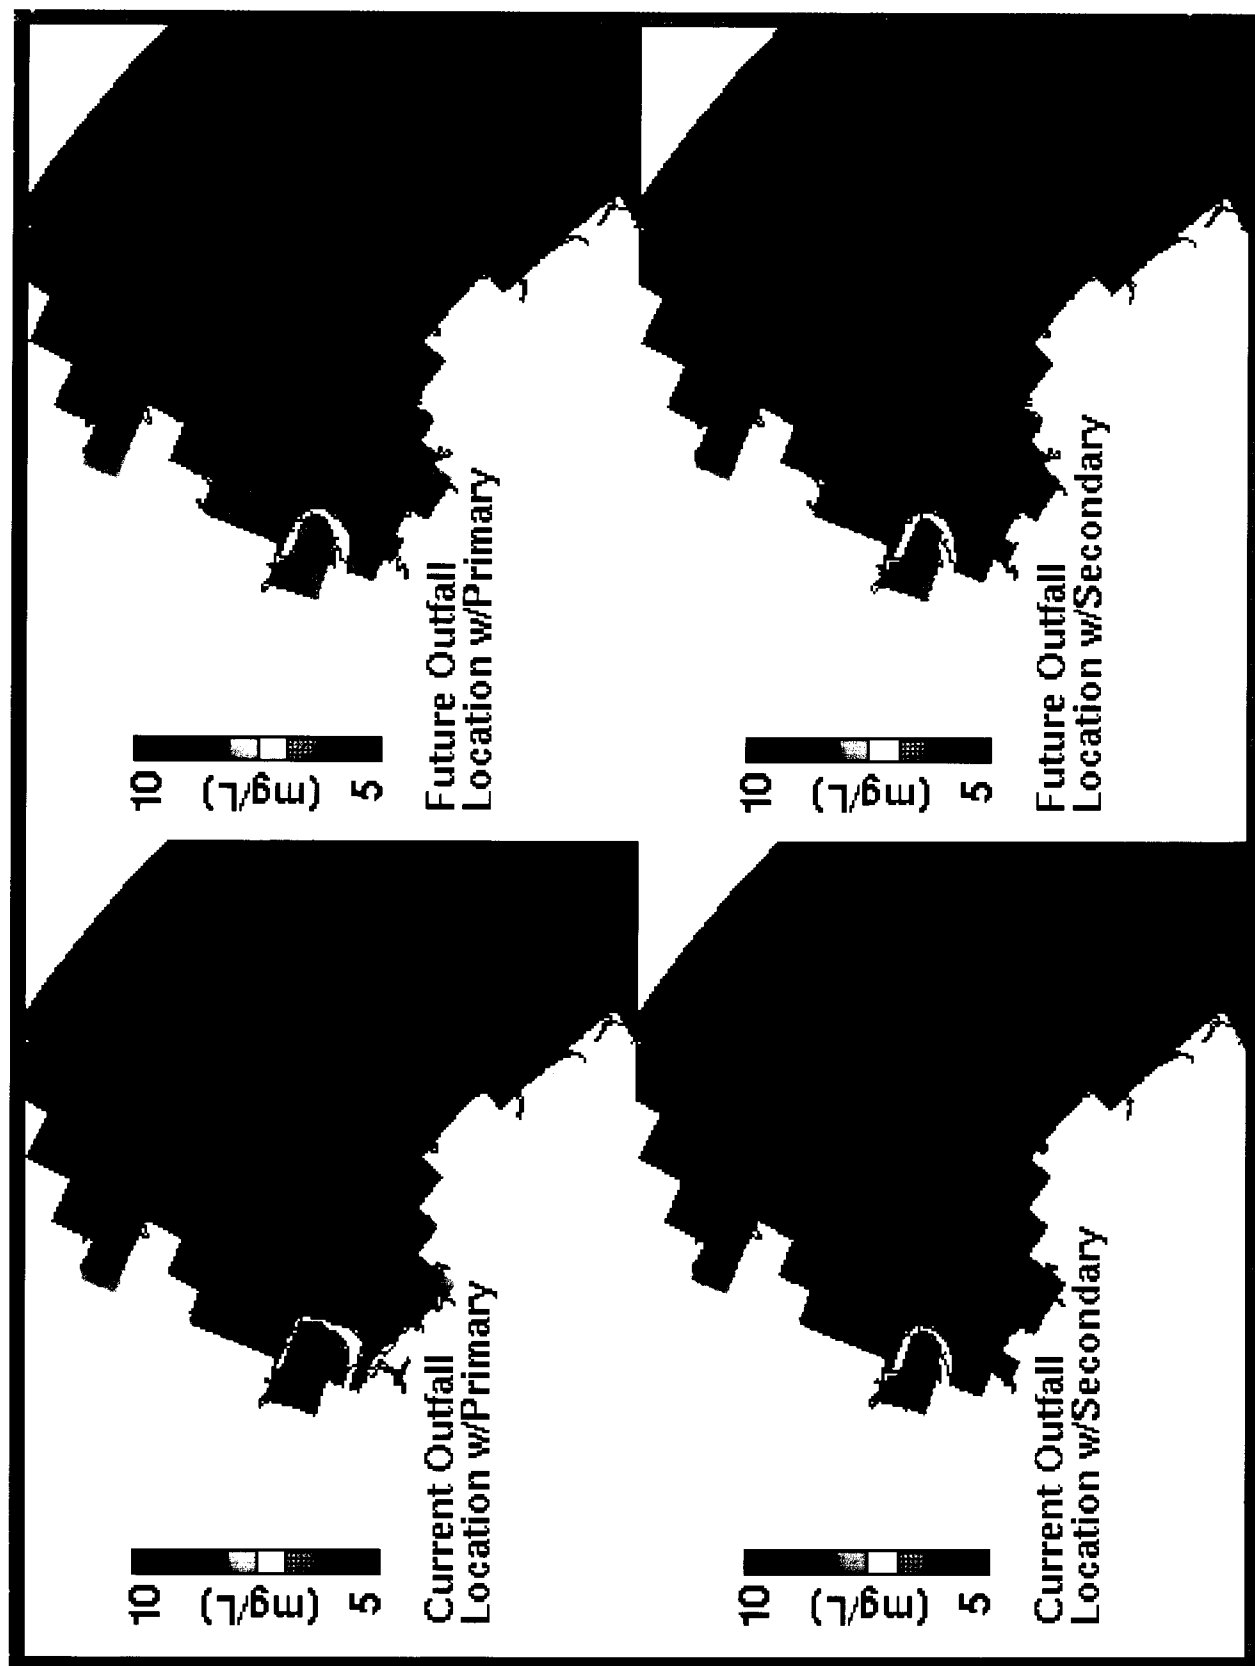 10
(mg/L)
5
Current Outfall
Location w/Primary
10
(mg/L)
5
Future Outfall
Location w/Primary
10
(mg/L)
5
Current Outfall
Location w/Secondary
10
(mg/L)
5
Future Outfall
Location w/Secondary